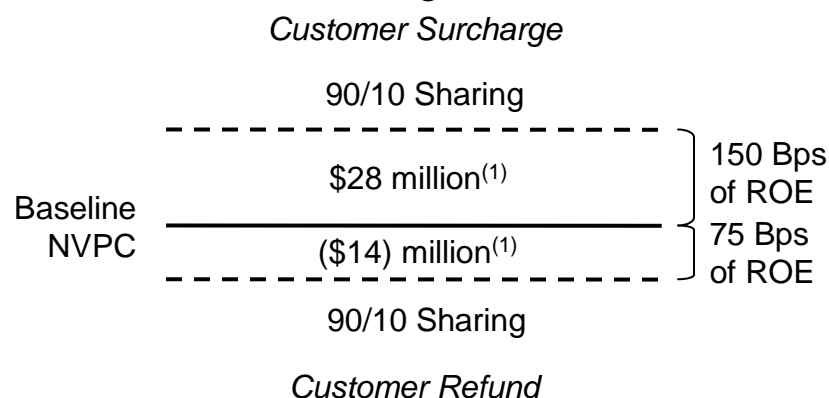 Customer Surcharge
90/10 Sharing
$28 million(1)
150 Bps
of ROE
Baseline
NVPC
($14) million(1)
75 Bps
of ROE
90/10 Sharing
Customer Refund